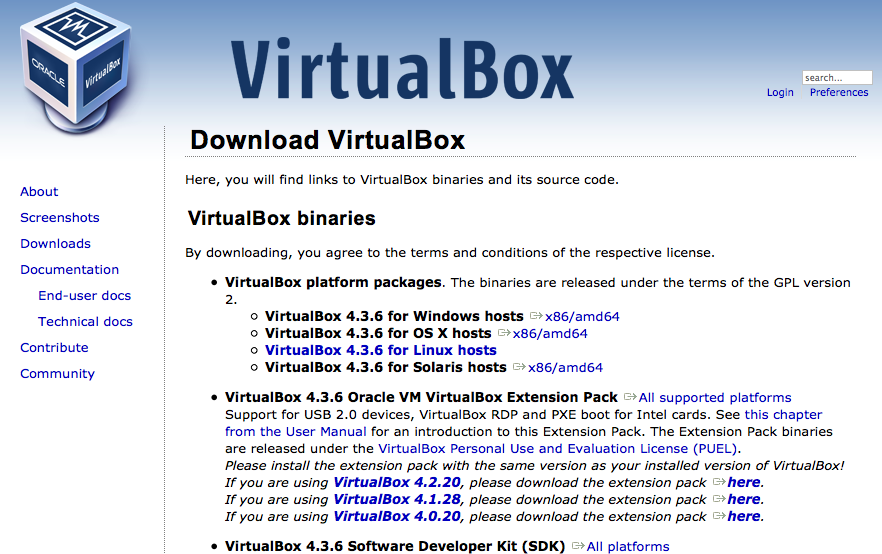 ORACLE
VirtualBox
VirtualBox
search...
Login Preferences
Download VirtualBox
Here, you will find links to VirtualBox binaries and its source code.
About
Screenshots
Downloads
Documentation
End-user docs
Technical docs
Contribute
Community
VirtualBox binaries
By downloading, you agree to the terms and conditions of the respective license.
• VirtualBox platform packages. The binaries are released under the terms of the GPL version
2.
○ VirtualBox 4.3.6 for Windows hosts x86/amd64
○ VirtualBox 4.3.6 for OS X hosts x86/amd64
○ VirtualBox 4.3.6 for Linux hosts
○ VirtualBox 4.3.6 for Solaris hosts x86/amd64
• VirtualBox 4.3.6 Oracle VM VirtualBox Extension Pack All supported platforms
Support for USB 2.0 devices, VirtualBox RDP and PXE boot for Intel cards. See this chapter
from the User Manual for an introduction to this Extension Pack. The Extension Pack binaries
are released under the VirtualBox Personal Use and Evaluation License (PUEL).
Please install the extension pack with the same version as your installed version of VirtualBox!
If you are using VirtualBox 4.2.20, please download the extension pack here.
If you are using VirtualBox 4.1.28, please download the extension pack here.
If you are using VirtualBox 4.0.20, please download the extension pack here.
• VirtualBox 4.3.6 Software Developer Kit (SDK) All platforms